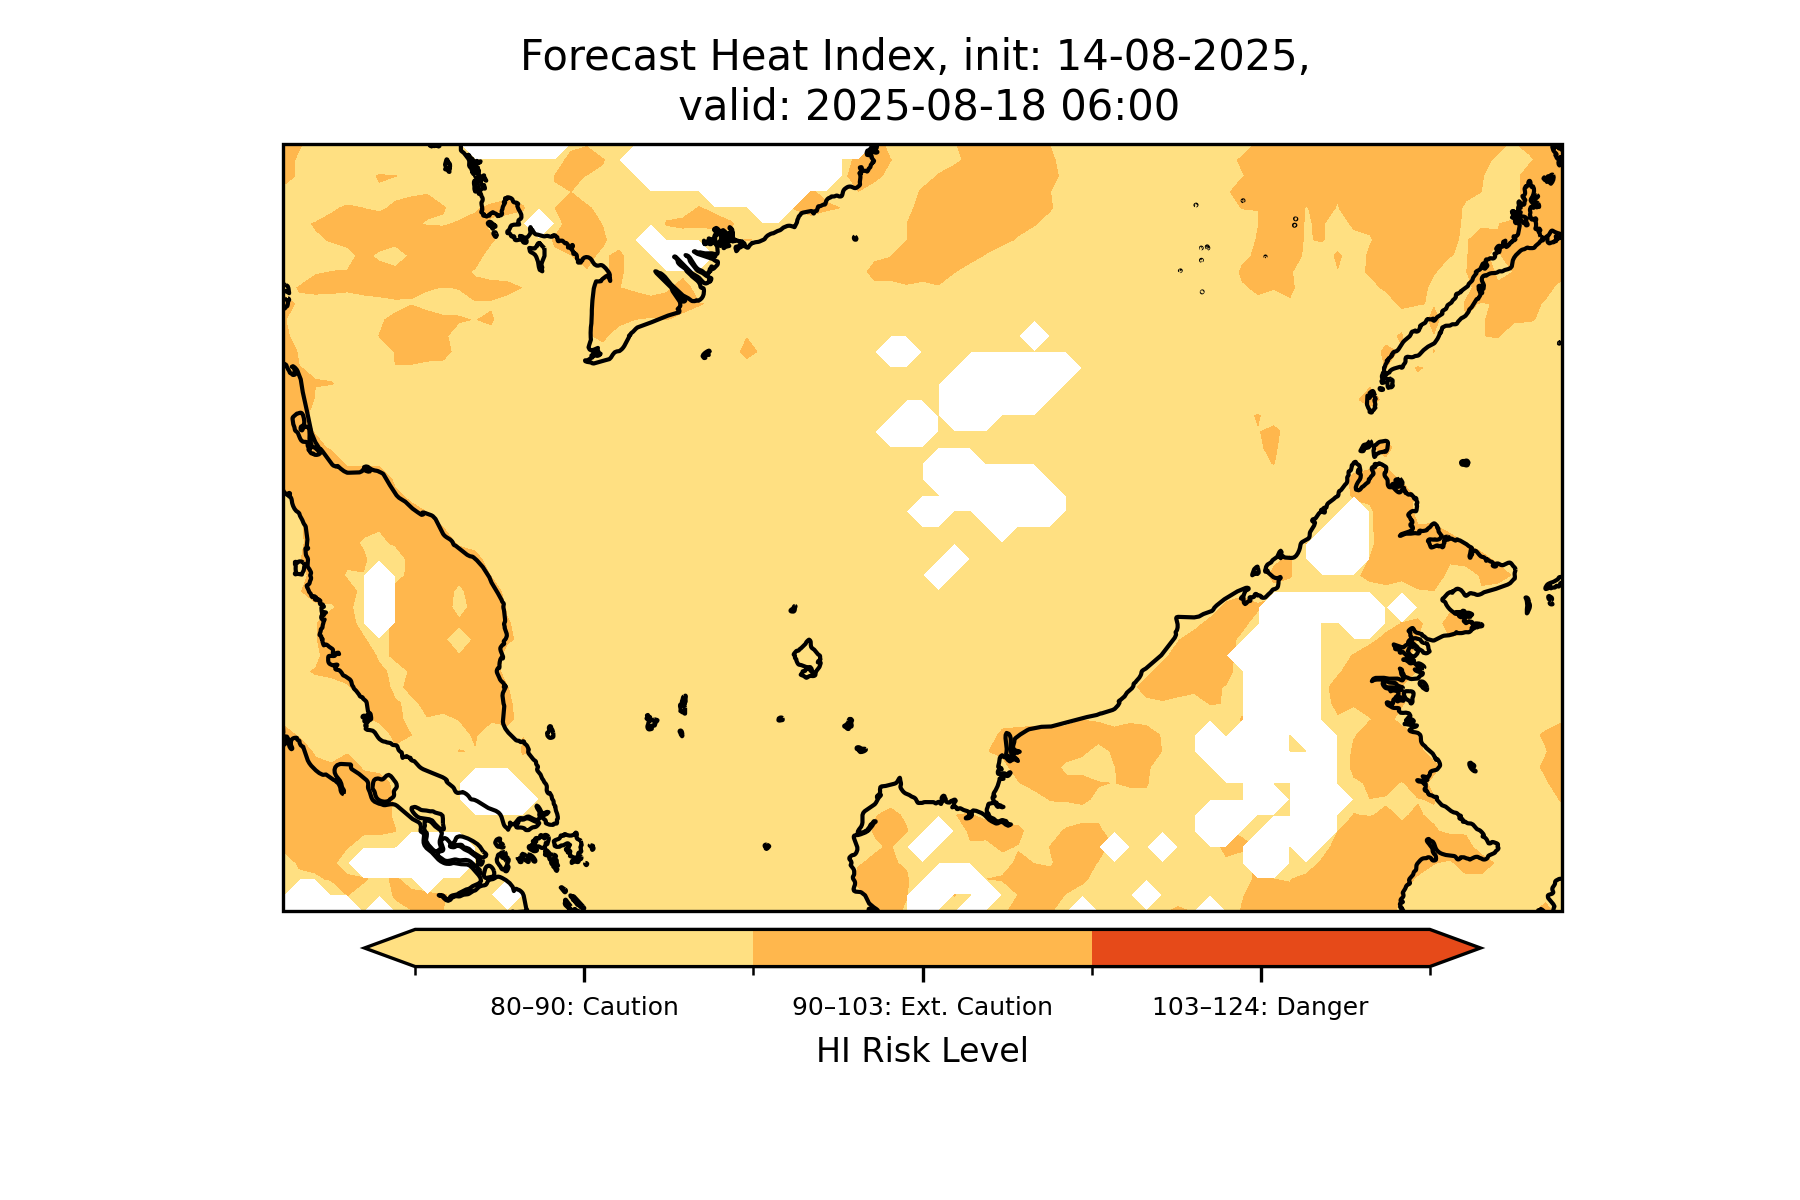 Forecast Heat Index, init: 14-08-2025,
valid: 2025-08-18 06:00
80–90: Caution
90–103: Ext. Caution
103–124: Danger
HI Risk Level